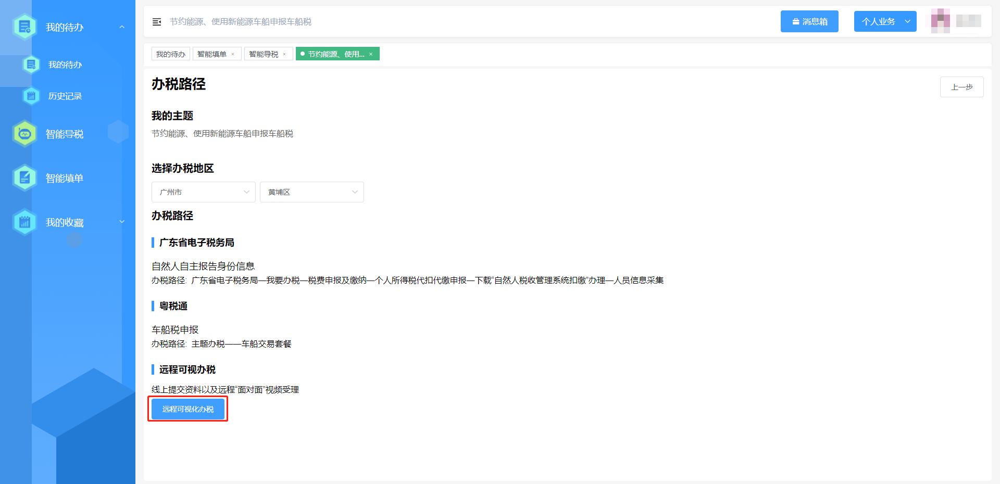 我的待办
我的待办
历史记录
智能导税
智能填单
我的收藏
节约能源、使用新能源车船申报车船税
消息箱
个人业务
我的待办
智能填单 ×
智能导税 ×
节约能源、使用... ×
办税路径
上一步
我的主题
节约能源、使用新能源车船申报车船税
选择办税地区
广州市
黄埔区
办税路径
广东省电子税务局
自然人自主报告身份信息
办税路径: 广东省电子税务局—我要办税—税费申报及缴纳—个人所得税代扣代缴申报—下载“自然人税收管理系统扣缴”办理—人员信息采集
粤税通
车船税申报
办税路径: 主题办税——车船交易套餐
远程可视办税
线上提交资料以及远程“面对面”视频受理
远程可视化办税